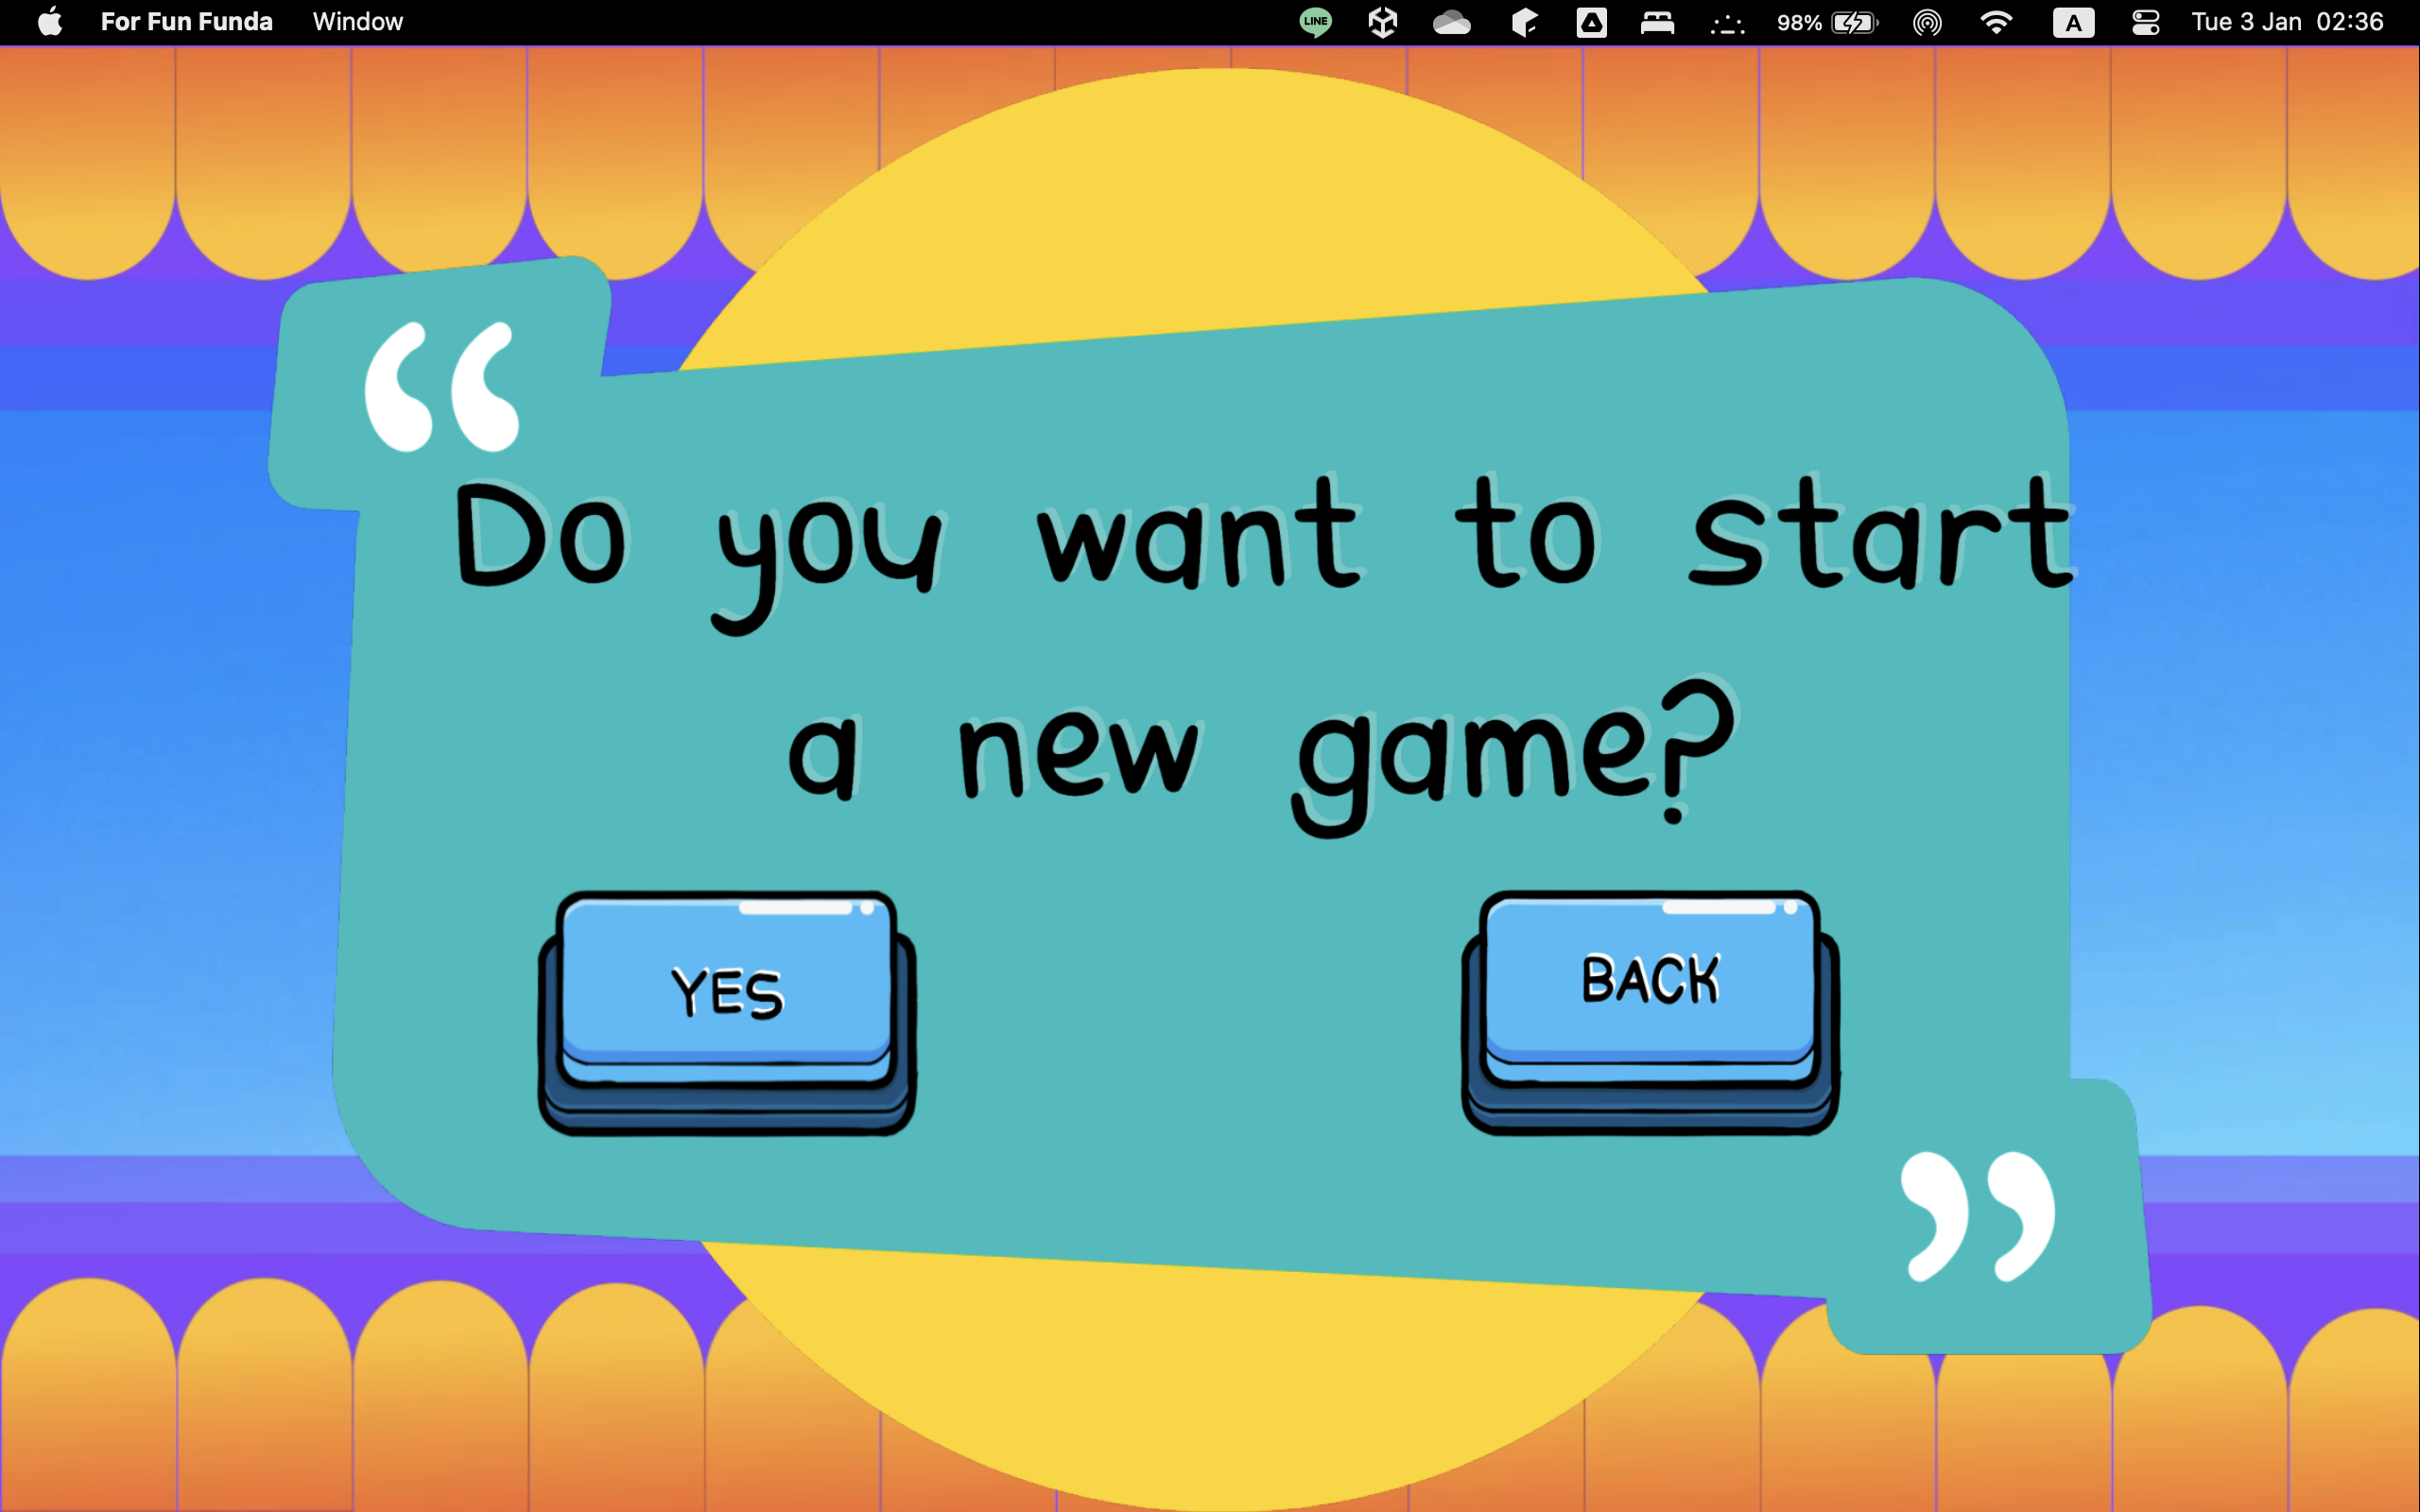 For Fun Funda Window LINE 98% A Tue 3 Jan 02:36
“
Do you want to start
a new game?
YES BACK
”